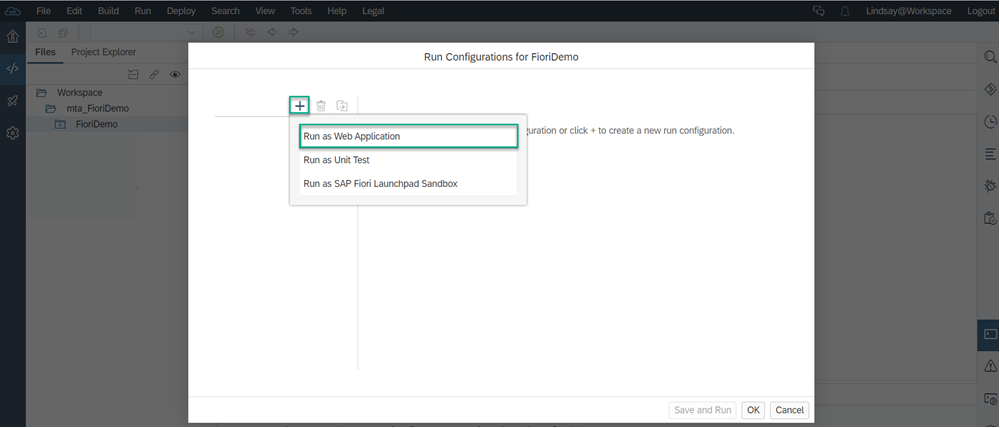 File Edit Build Run Deploy Search View Tools Help Legal Lindsay@Workspace Logout
Files Project Explorer
Workspace
mta_FioriDemo
FioriDemo
Run Configurations for FioriDemo
+
uration or click + to create a new run configuration.
Run as Web Application
Run as Unit Test
Run as SAP Fiori Launchpad Sandbox
Save and Run OK Cancel